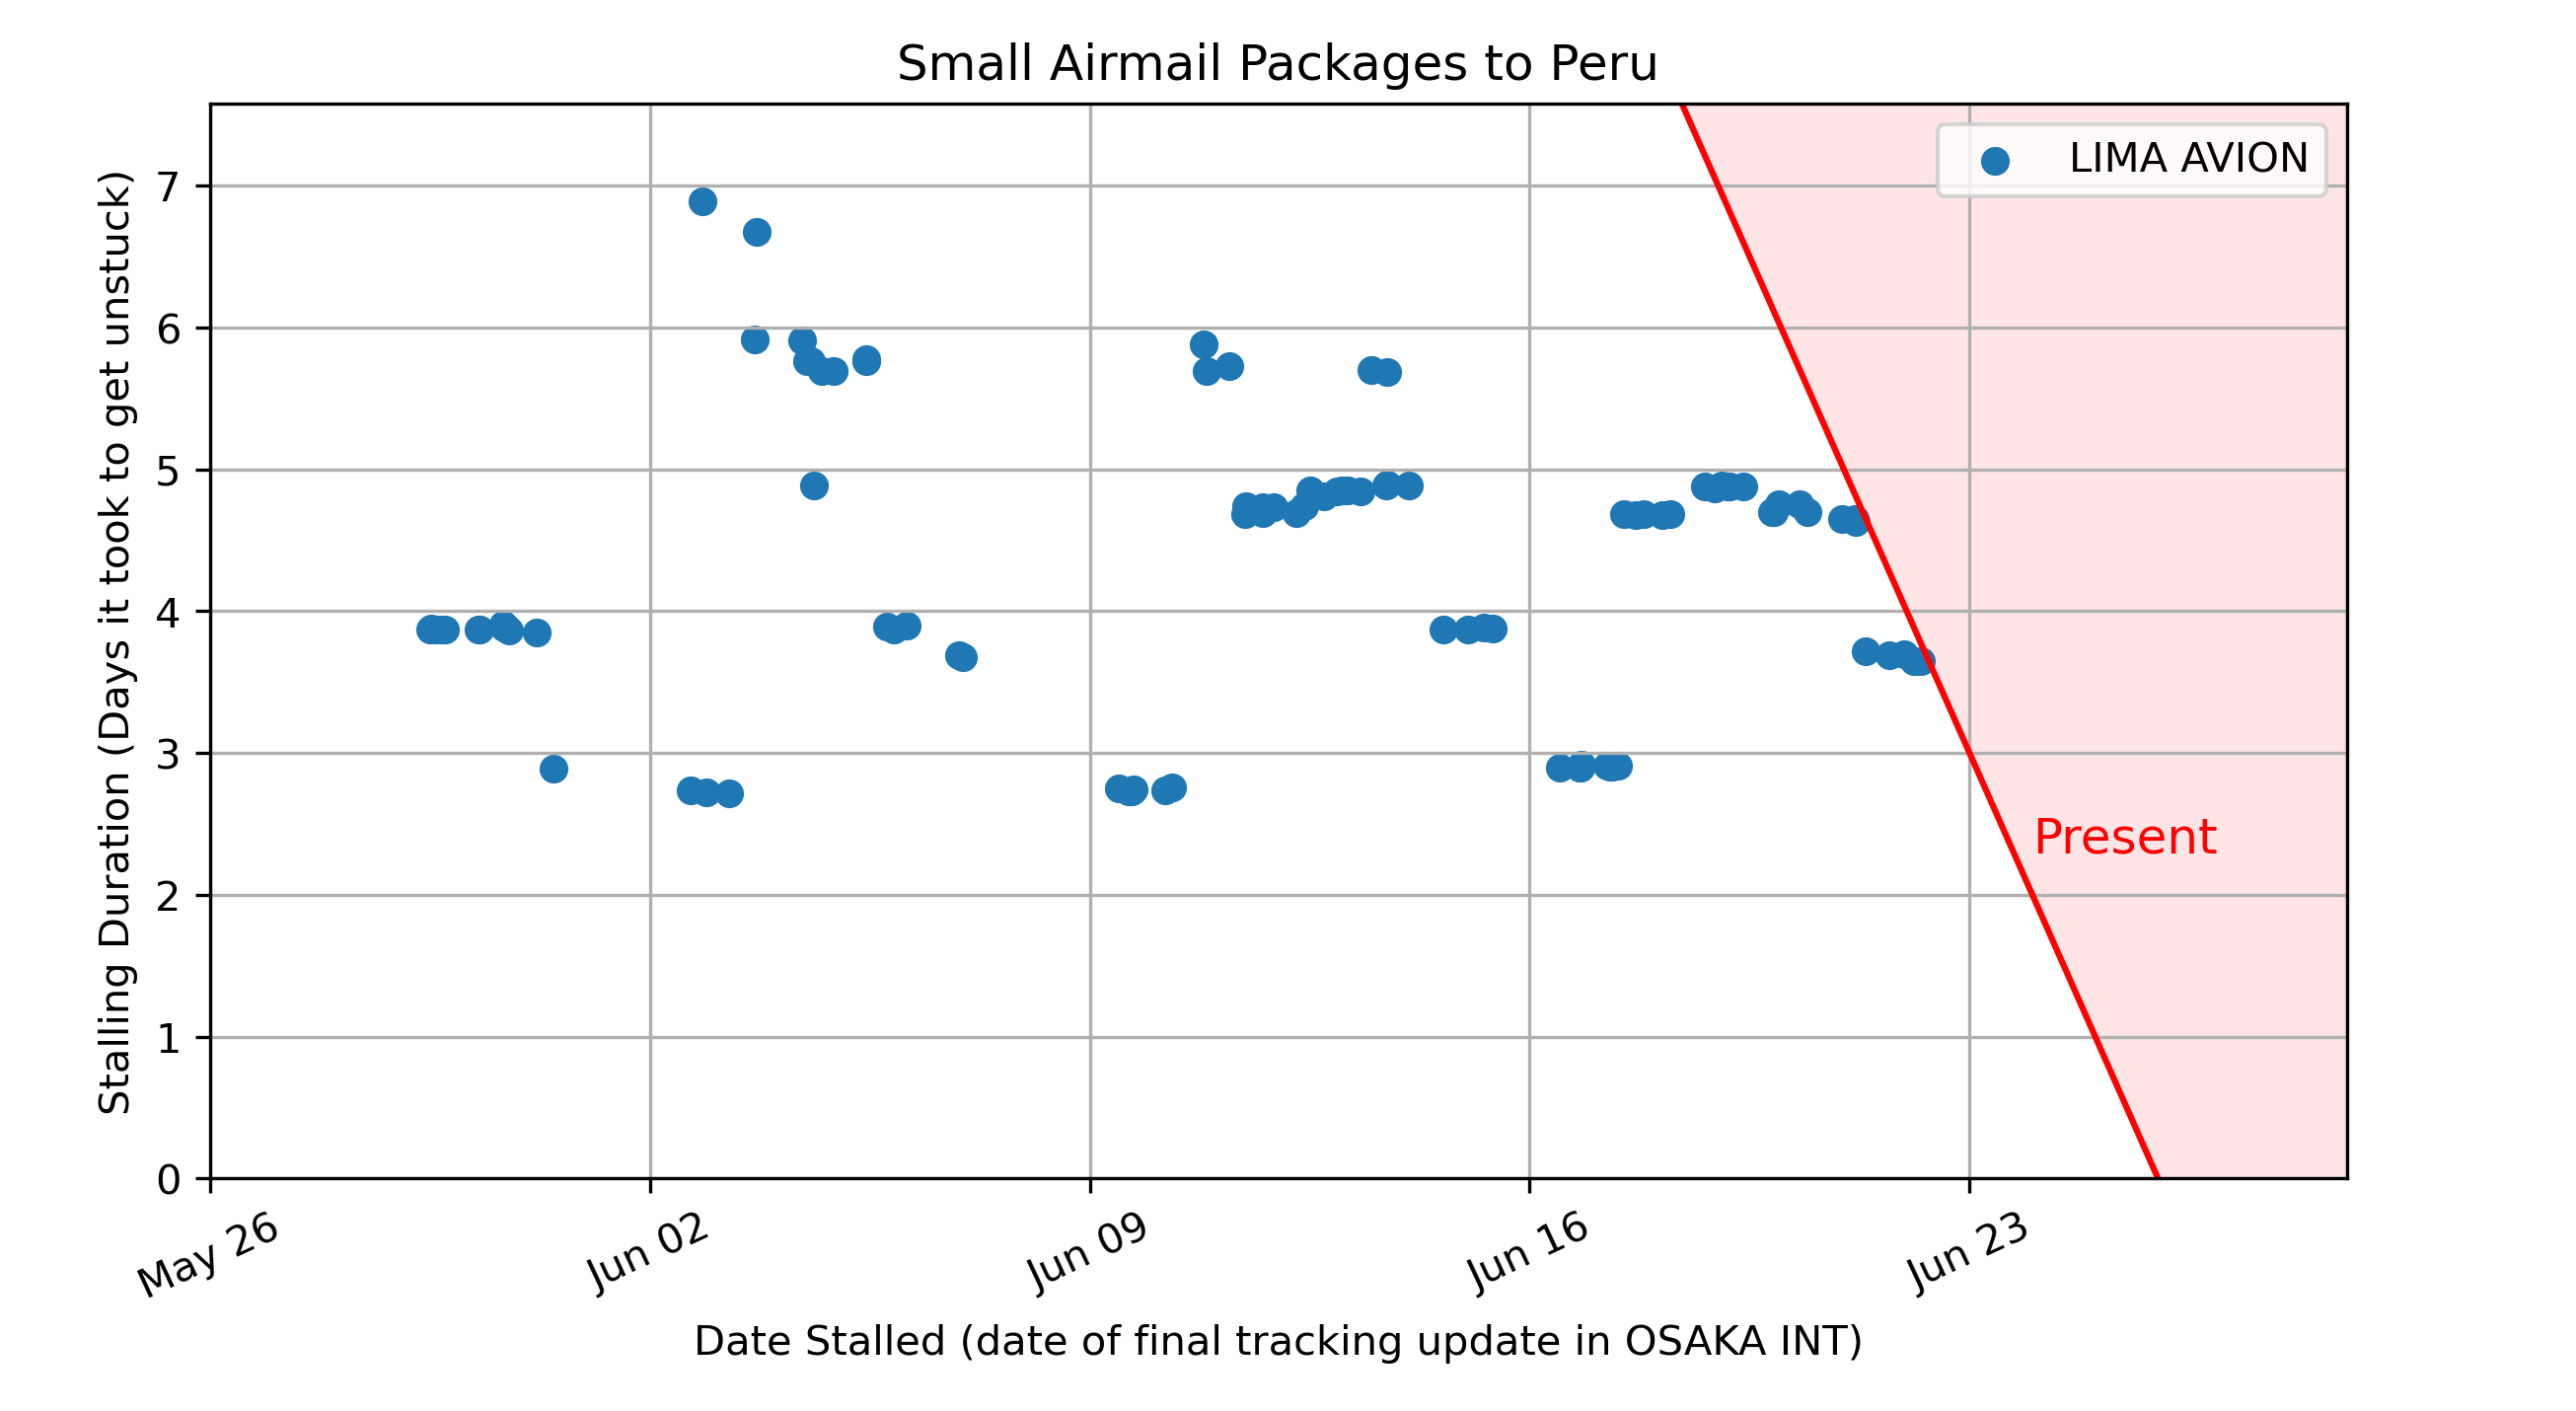 Small Airmail Packages to Peru
LIMA AVION
Stalling Duration (Days it took to get unstuck)
7
6
5
4
3
2
1
0
Present
May 26
Jun 02
Jun 09
Jun 16
Jun 23
Date Stalled (date of final tracking update in OSAKA INT)